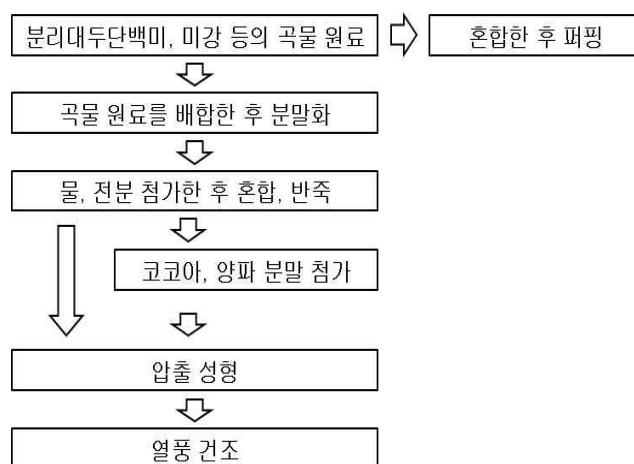 분리대두단백미, 미강 등의 곡물 원료
혼합한 후 퍼핑
곡물 원료를 배합한 후 분말화
물, 전분 첨가한 후 혼합, 반죽
코코아, 양파 분말 첨가
압출 성형
열풍 건조